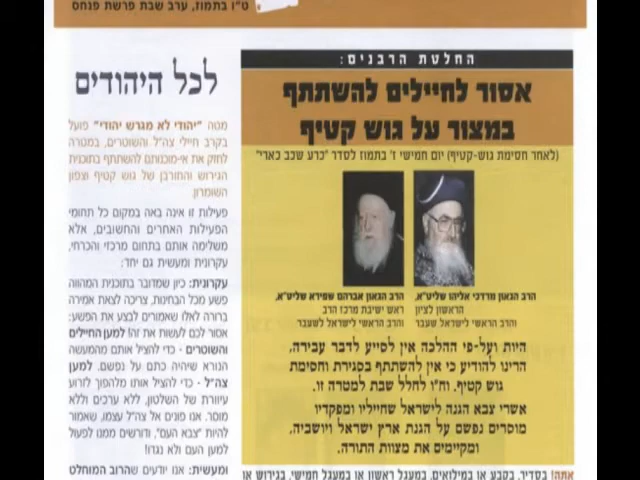 ט"ו בתמוז, ערב שבת פרשת פנחס
החלטת הרבנים:
אסור לחיילים להשתתף
במצור על גוש קטיף
(לאחר חסימת גוש-קטיף) יום חמישי ז' בתמוז לסדר "כרע שכב כארי"
הרב הגאון מרדכי אליהו שליט"א,
הראשון לציון
והרב הראשי לישראל שעבר
הרב הגאון אברהם שפירא שליט"א,
ראש ישיבת מרכז הרב
והרב הראשי לישראל לשעבר
היות ועל-פי ההלכה אין לסייע לדבר עבירה,
הרינו להודיע כי אין להשתתף בסגירת וחסימת
גוש קטיף. וח"ו לחלל שבת למטרה זו.
אשרי צבא הגנה לישראל שחייליו ומפקדיו
מוסרים נפשם על הגנת ארץ ישראל ויושביה,
ומקיימים את מצוות התורה.
אתה! בסדיר, בקבע או במילואים, במעגל ראשון או במעגל חמישי, בגירוש או
לכל היהודים
מטה "יהודי לא מגרש יהודי" פועל
בקרב חיילי צה"ל והשוטרים, במטרה
לחזק את אי-מוכנותם להשתתף בתוכנית
הגירוש והחורבן של גוש קטיף וצפון
השומרון.
פעילות זו אינה באה במקום כל תחומי
הפעילות האחרים והחשובים, אלא
משלימה אותם בתחום מרכזי והכרחי,
עקרונית ומעשית גם יחד:
עקרונית: כיון שמדובר בתוכנית המהווה
פשע מכל הבחינות, צריכה לצאת אמירה
ברורה לאלו שאמורים לבצע את הפשע:
אסור לכם לעשות את זה! למען החיילים
והשוטרים - כדי להציל אותם מהמעשה
הנורא שיהיה כתם על נפשם. למען
צה"ל - כדי להציל אותו מלהפוך לזרוע
עיוורת של השלטון, ללא ערכים וללא
מוסר. אנו פונים אל צה"ל עצמו, שאמור
להיות "צבא העם", ודורשים ממנו לפעול
למען העם ולא נגדו!
ומעשית: אנו יודעים שהרוב המוחלט